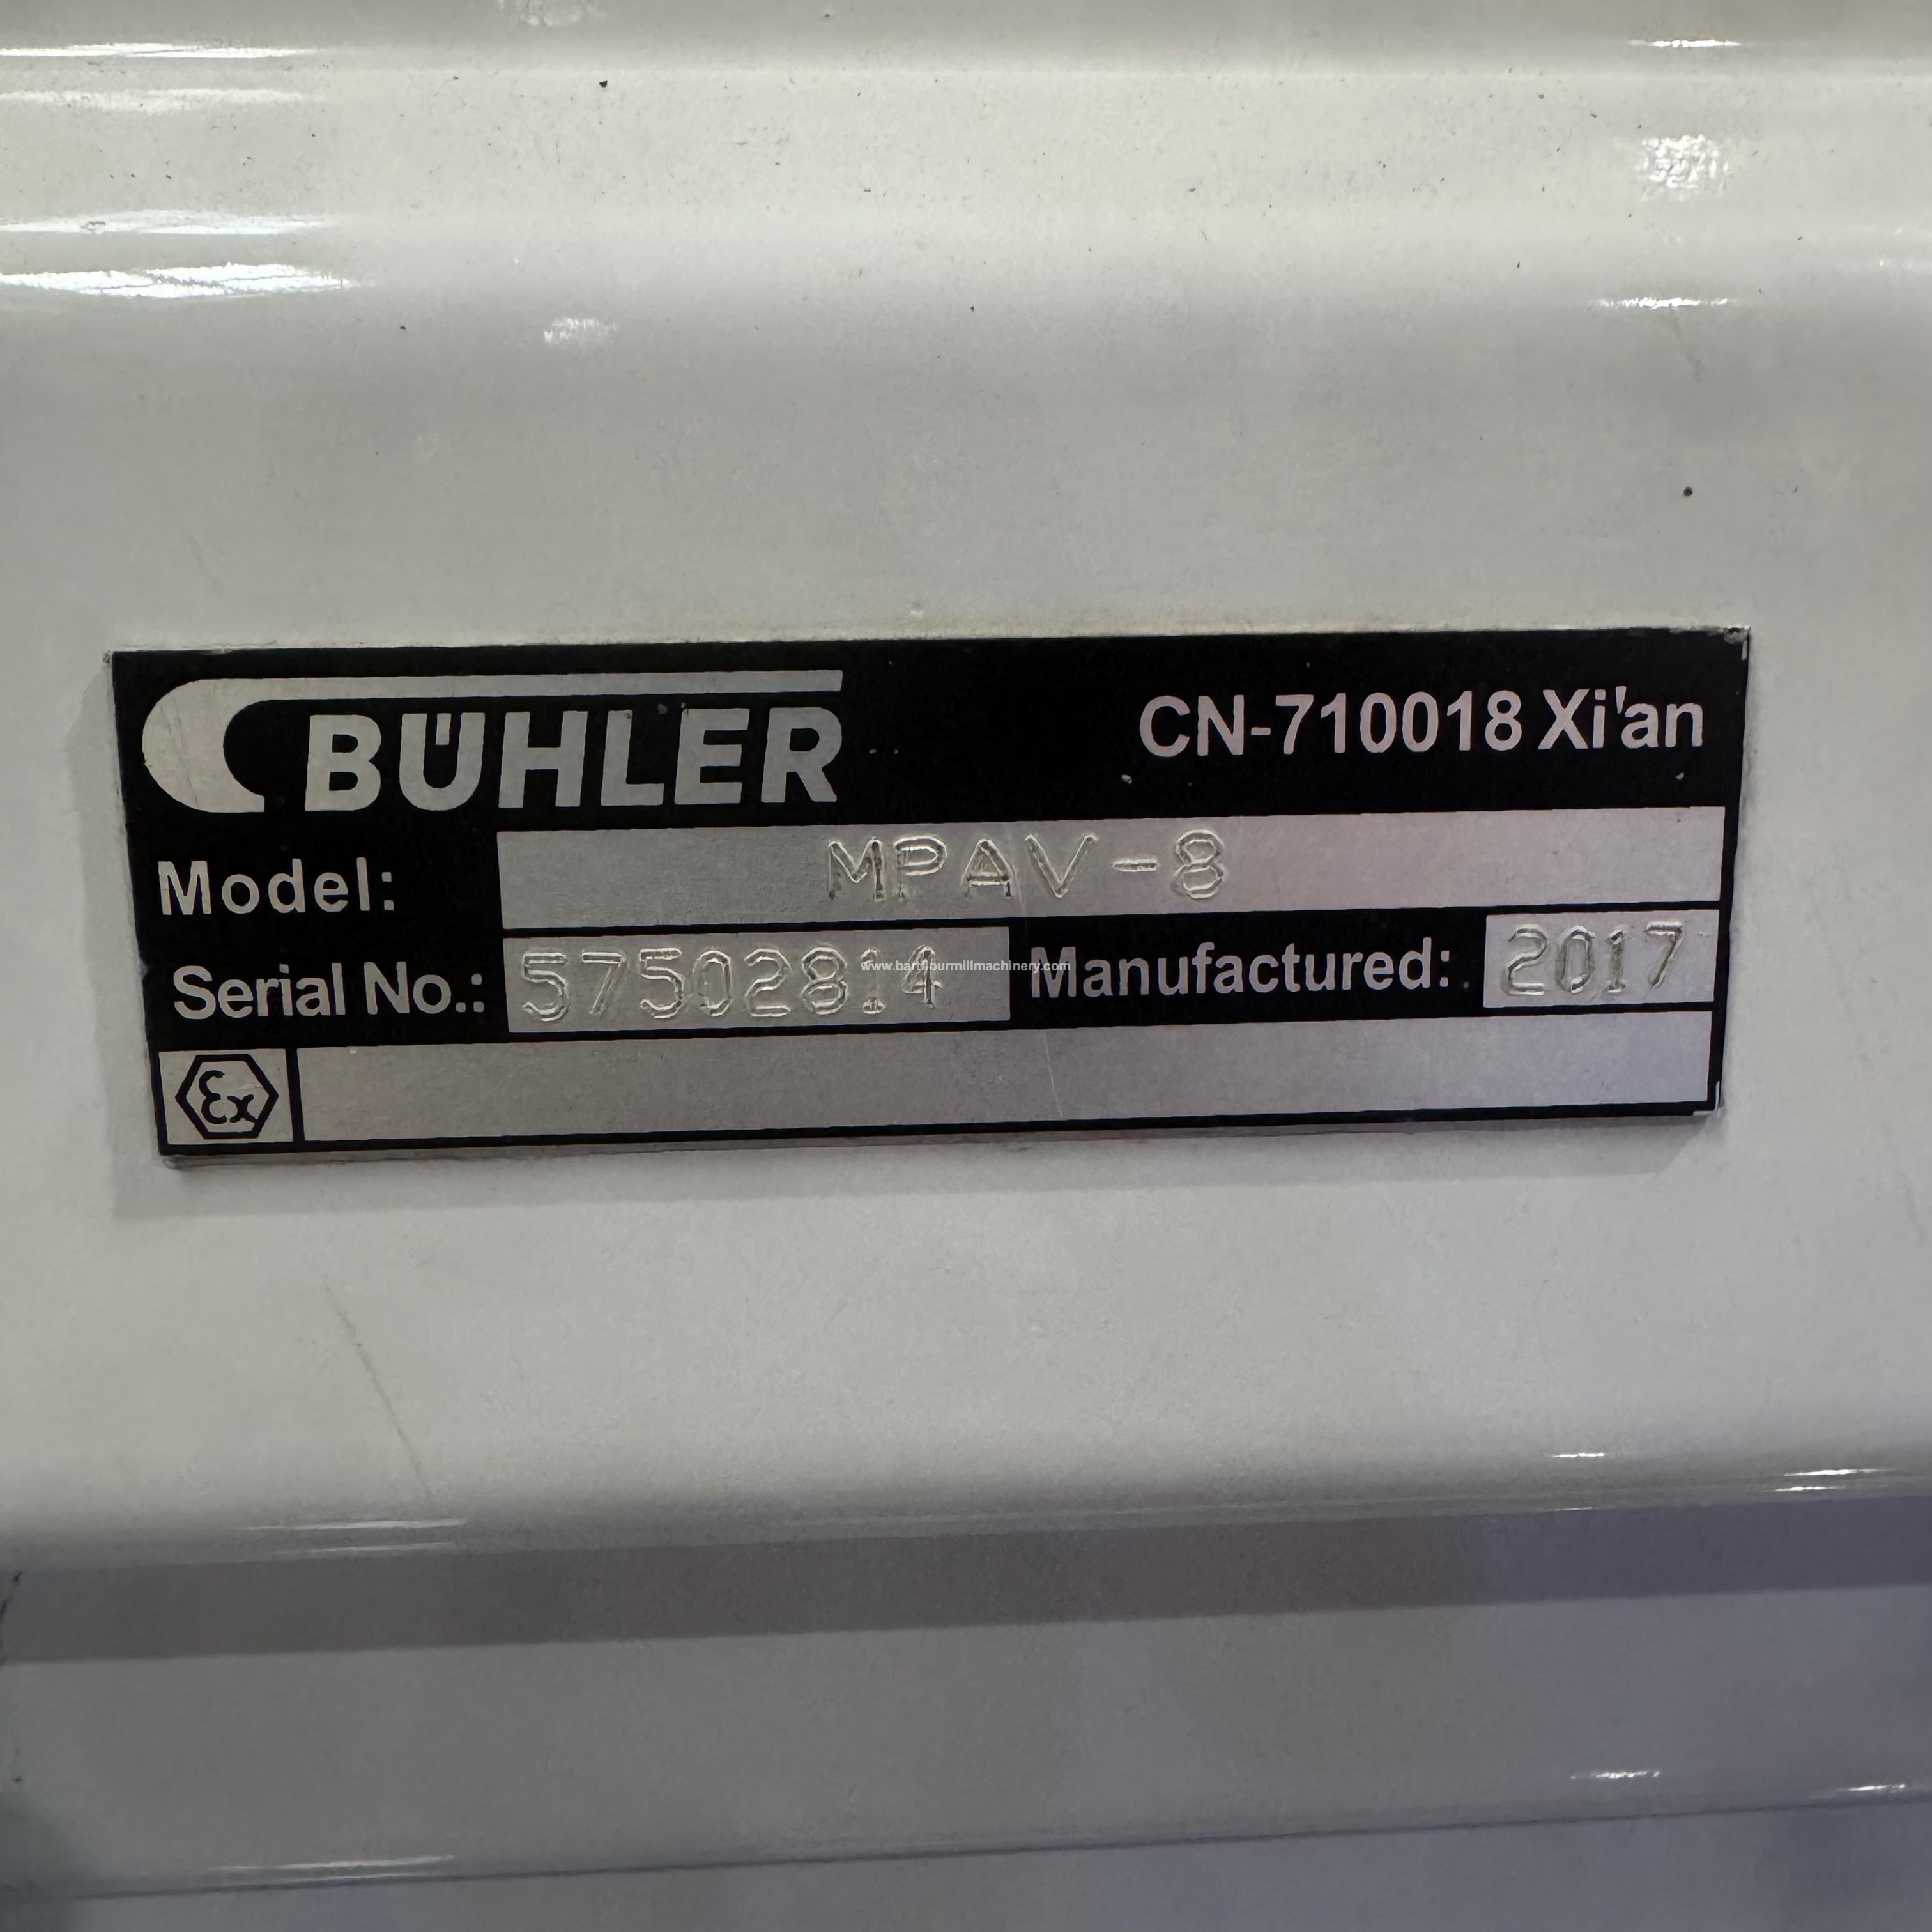 BÜHLER CN-710018 Xi'an
Model: MPAV-8
Serial No.: 57502814 Manufactured: 2017
www.bartflourmillmachinery.com
Ex